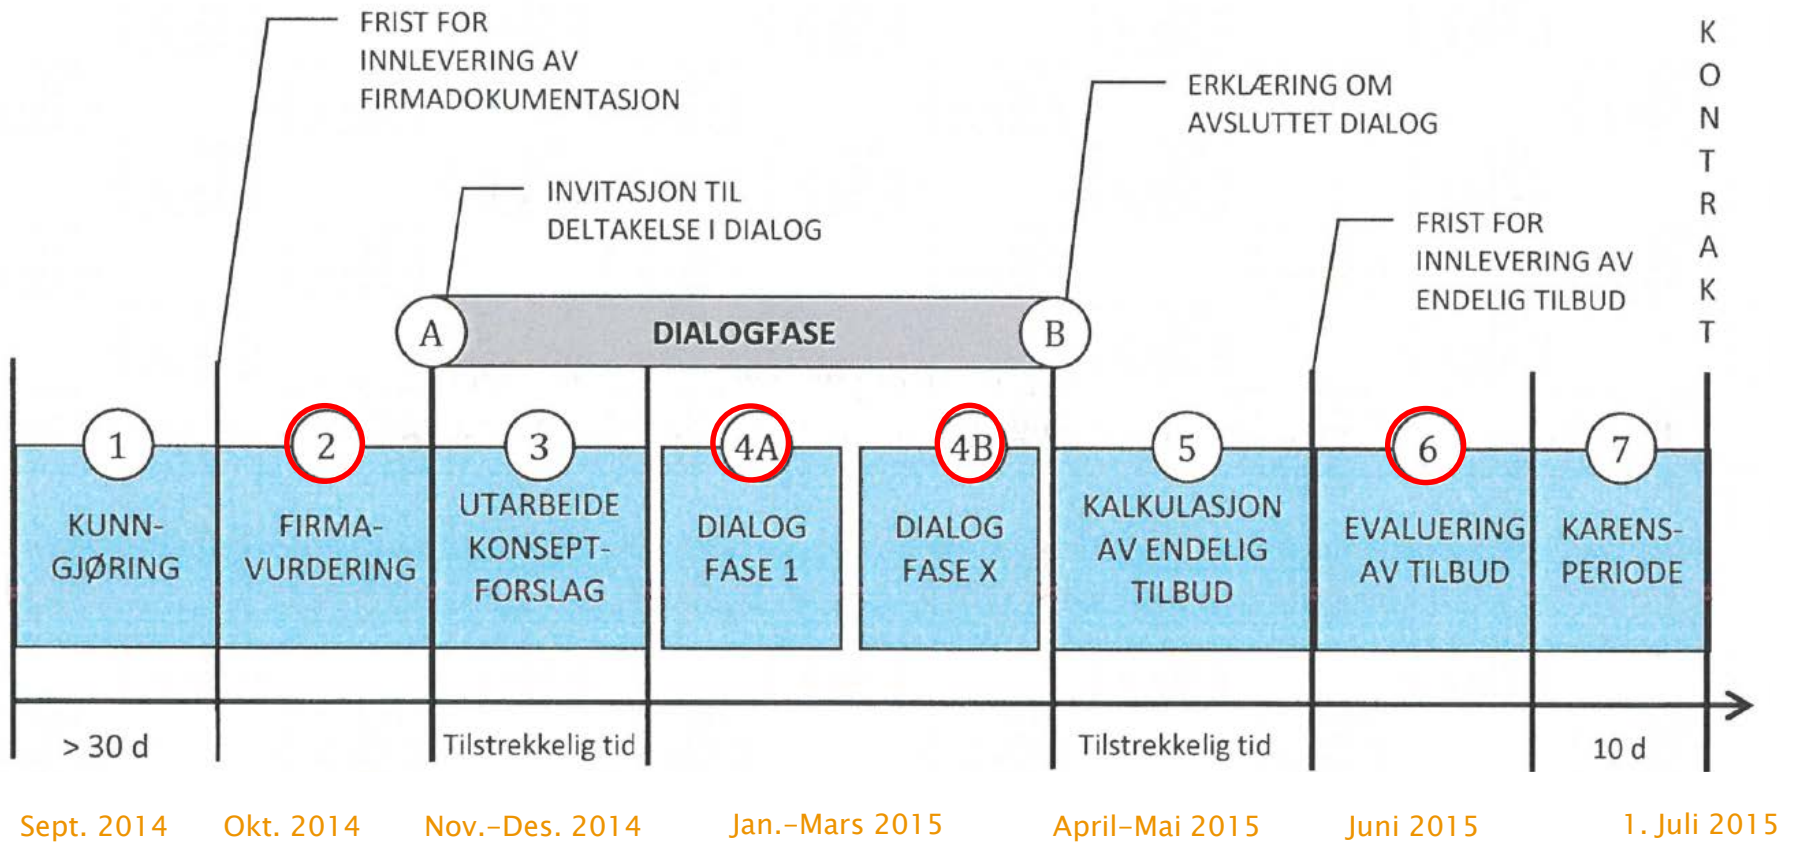 FRIST FOR
INNLEVERING AV
FIRMADOKUMENTASJON
INVITASJON TIL
DELTAKELSE I DIALOG
ERKLÆRING OM
AVSLUTTET DIALOG
FRIST FOR
INNLEVERING AV
ENDELIG TILBUD
K
O
N
T
R
A
K
T
A
DIALOGFASE
B
1
KUNN-
GJØRING
2
FIRMA-
VURDERING
3
UTARBEIDE
KONSEPT-
FORSLAG
4A
DIALOG
FASE 1
4B
DIALOG
FASE X
5
KALKULASJON
AV ENDELIG
TILBUD
6
EVALUERING
AV TILBUD
7
KARENS-
PERIODE
> 30 d
Tilstrekkelig tid
Tilstrekkelig tid
10 d
Sept. 2014
Okt. 2014
Nov.-Des. 2014
Jan.-Mars 2015
April-Mai 2015
Juni 2015
1. Juli 2015